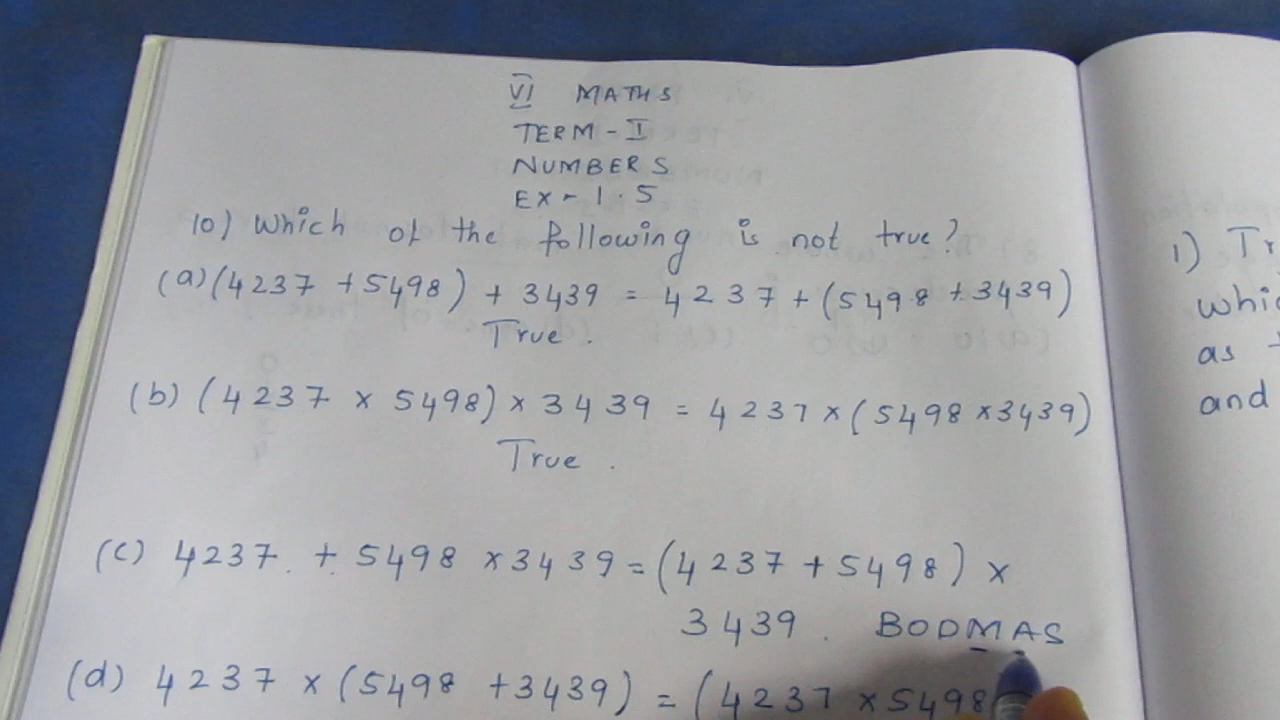 VI MATHS
TERM - I
NUMBERS
EX - 1.5
10) Which of the following is not true?
(a) (4237 + 5498) + 3439 = 4237 + (5498 + 3439)
True.
(b) (4237 × 5498) × 3439 = 4237 × (5498 × 3439)
True.
(c) 4237 + 5498 × 3439 = (4237 + 5498) ×
3439. BODMAS
(d) 4237 × (5498 + 3439) = (4237 × 5498
1)
as
and